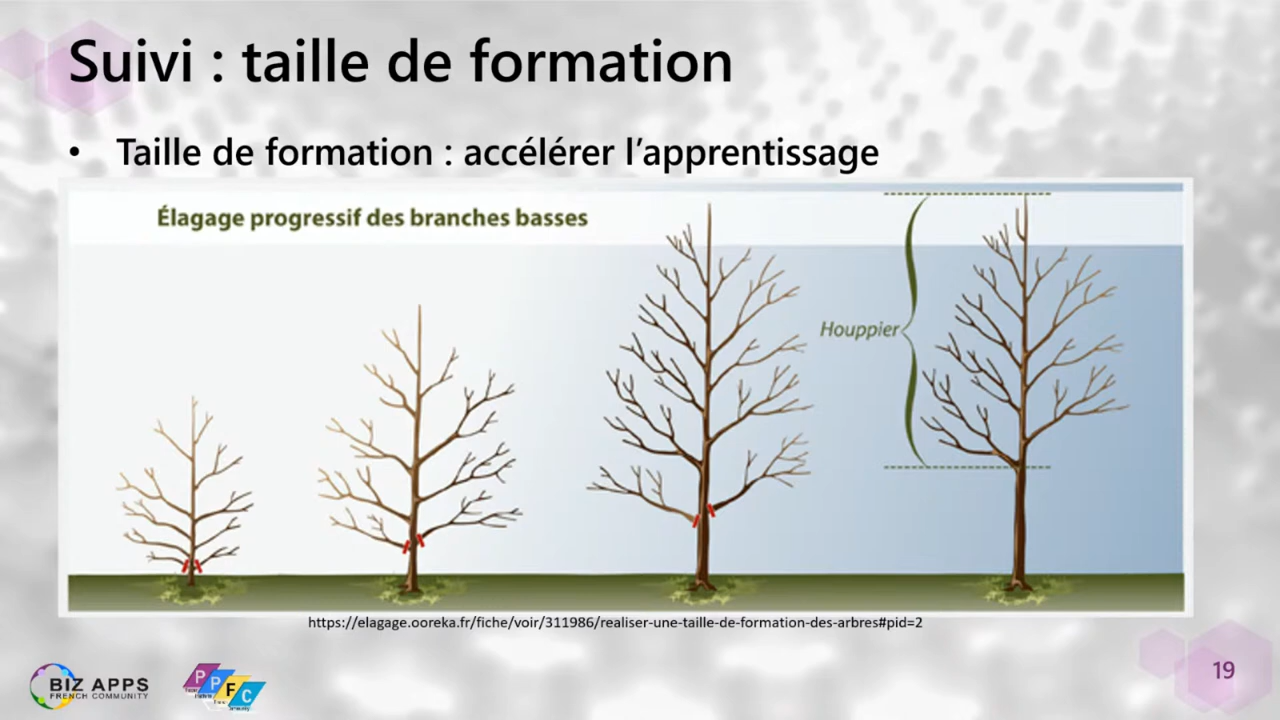 Suivi : taille de formation
• Taille de formation : accélérer l’apprentissage
Élagage progressif des branches basses
Houppier
https://elagage.ooreka.fr/fiche/voir/311986/realiser-une-taille-de-formation-des-arbres#pid=2
BIZ APPS
FRENCH COMMUNITY
P P F C
19